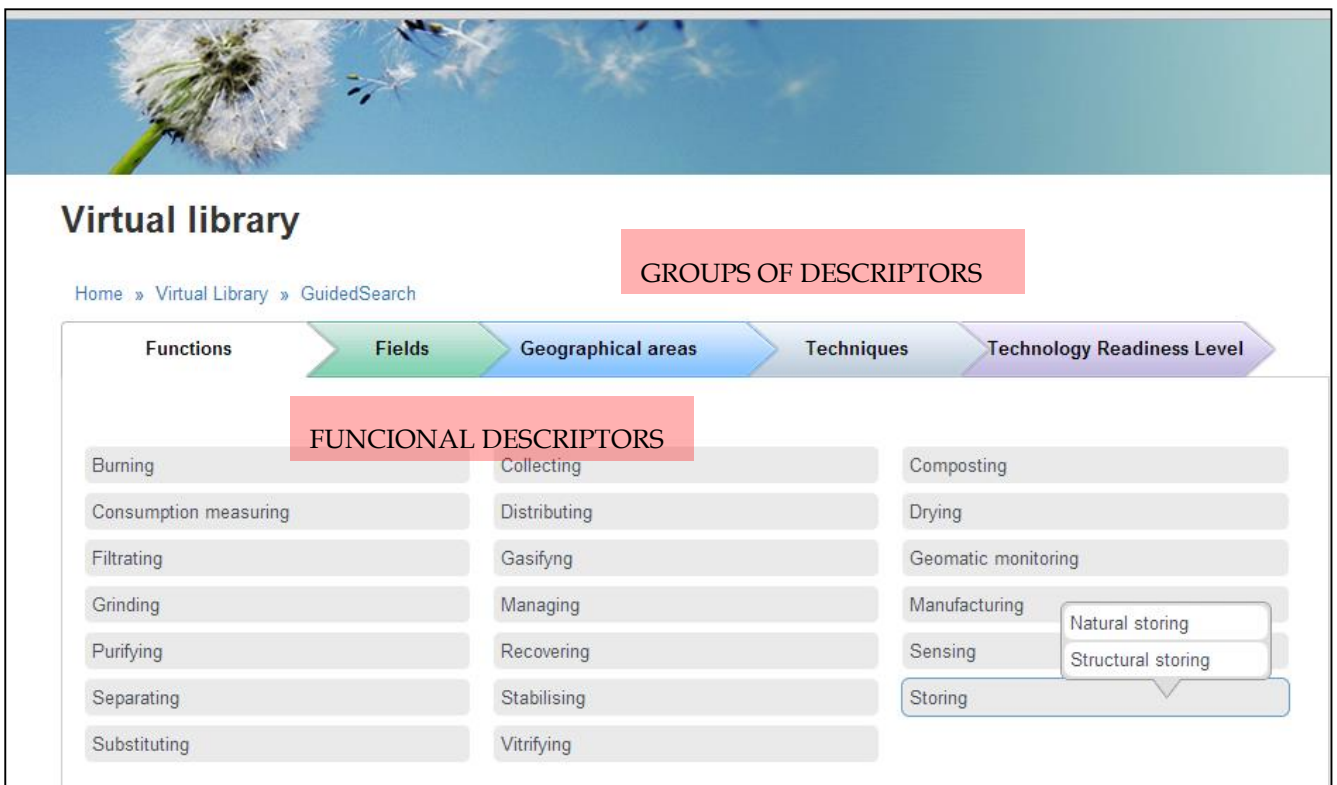 Virtual library
GROUPS OF DESCRIPTORS
Home » Virtual Library » GuidedSearch
Functions Fields Geographical areas Techniques Technology Readiness Level
FUNCIONAL DESCRIPTORS
Burning Collecting Composting
Consumption measuring Distributing Drying
Filtrating Gasifyng Geomatic monitoring
Grinding Managing Manufacturing
Natural storing
Purifying Recovering Sensing
Structural storing
Separating Stabilising Storing
Substituting Vitrifying